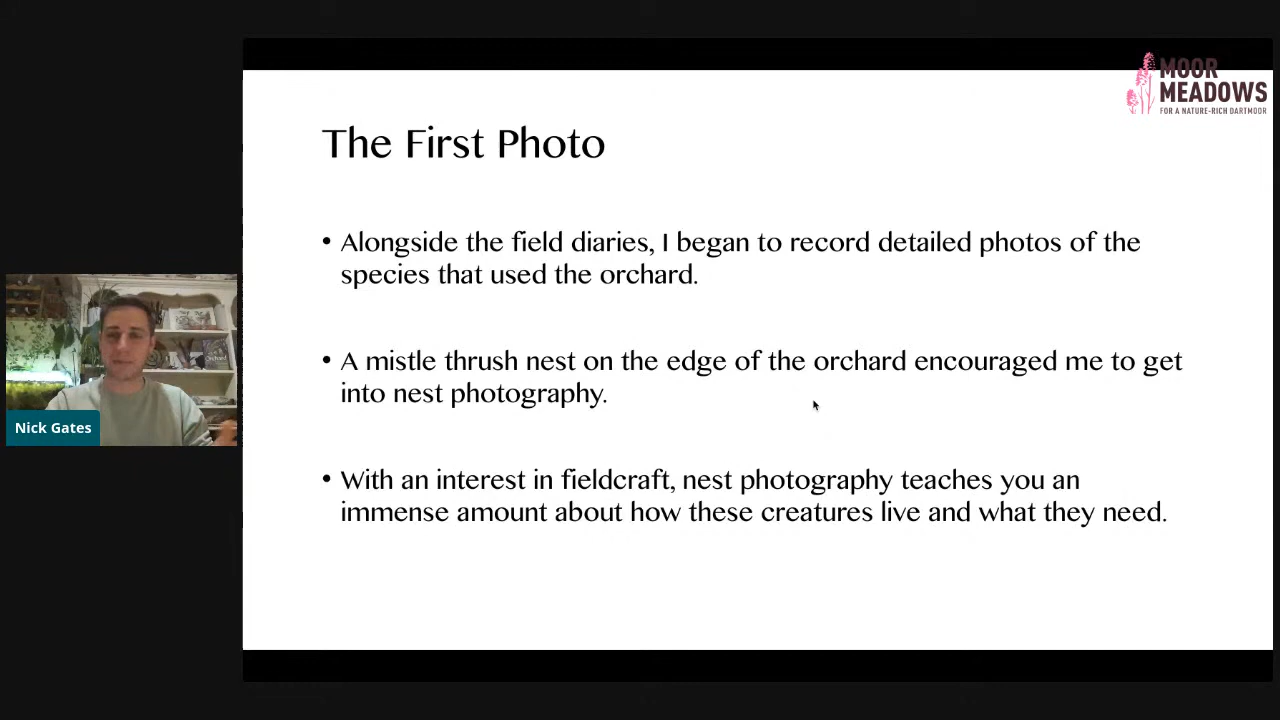 MOOR
MEADOWS
FOR A NATURE-RICH DARTMOOR
The First Photo
• Alongside the field diaries, I began to record detailed photos of the
species that used the orchard.
• A mistle thrush nest on the edge of the orchard encouraged me to get
into nest photography.
• With an interest in fieldcraft, nest photography teaches you an
immense amount about how these creatures live and what they need.
Nick Gates